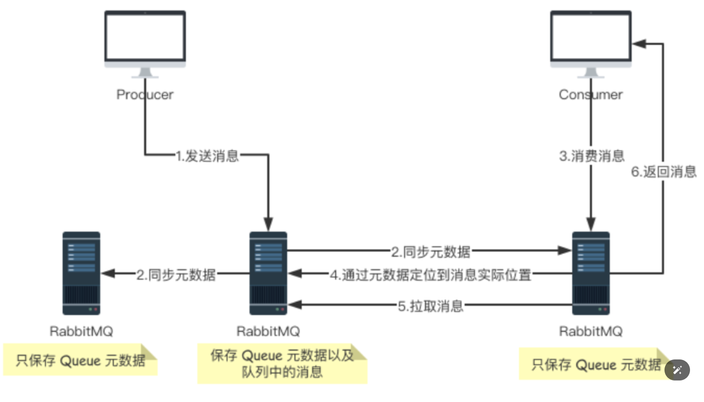 Producer
Consumer
1.发送消息
3.消费消息
6.返回消息
2.同步元数据
2.同步元数据
4.通过元数据定位到消息实际位置
5.拉取消息
RabbitMQ
RabbitMQ
RabbitMQ
只保存 Queue 元数据
保存 Queue 元数据以及
队列中的消息
只保存 Queue 元数据